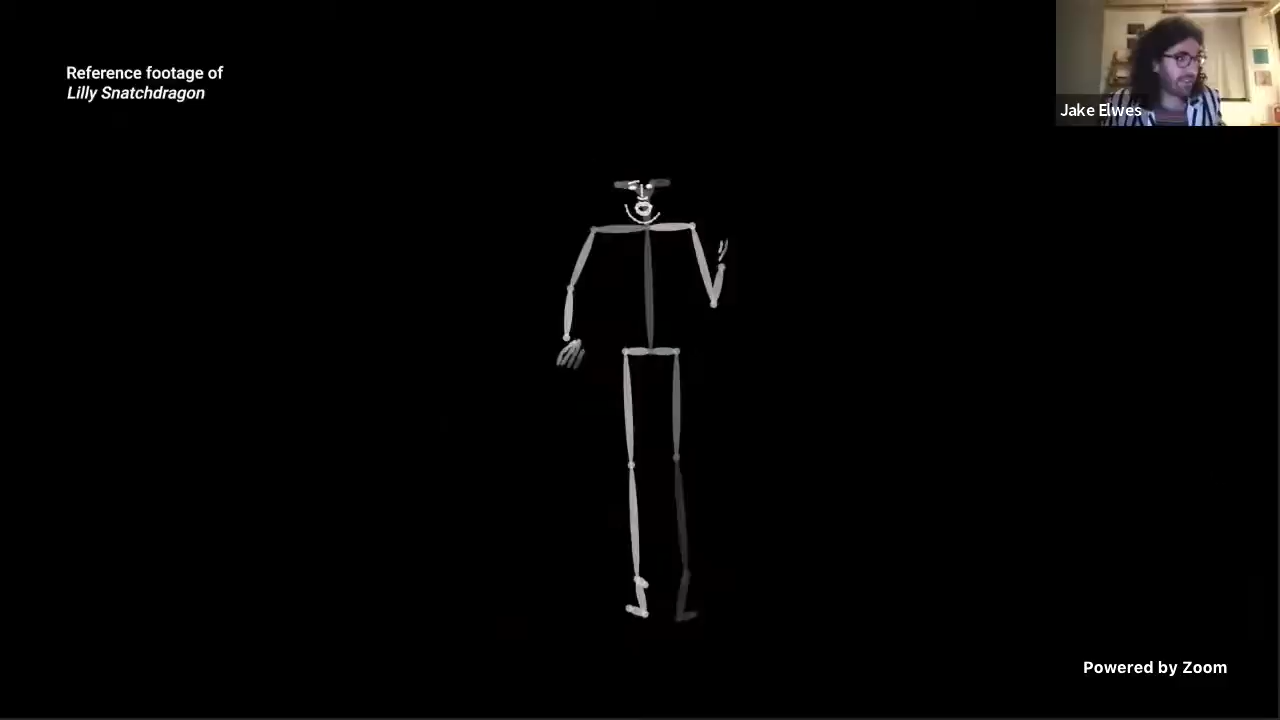 Reference footage of
Lilly Snatchdragon
Jake Elwes
Powered by Zoom